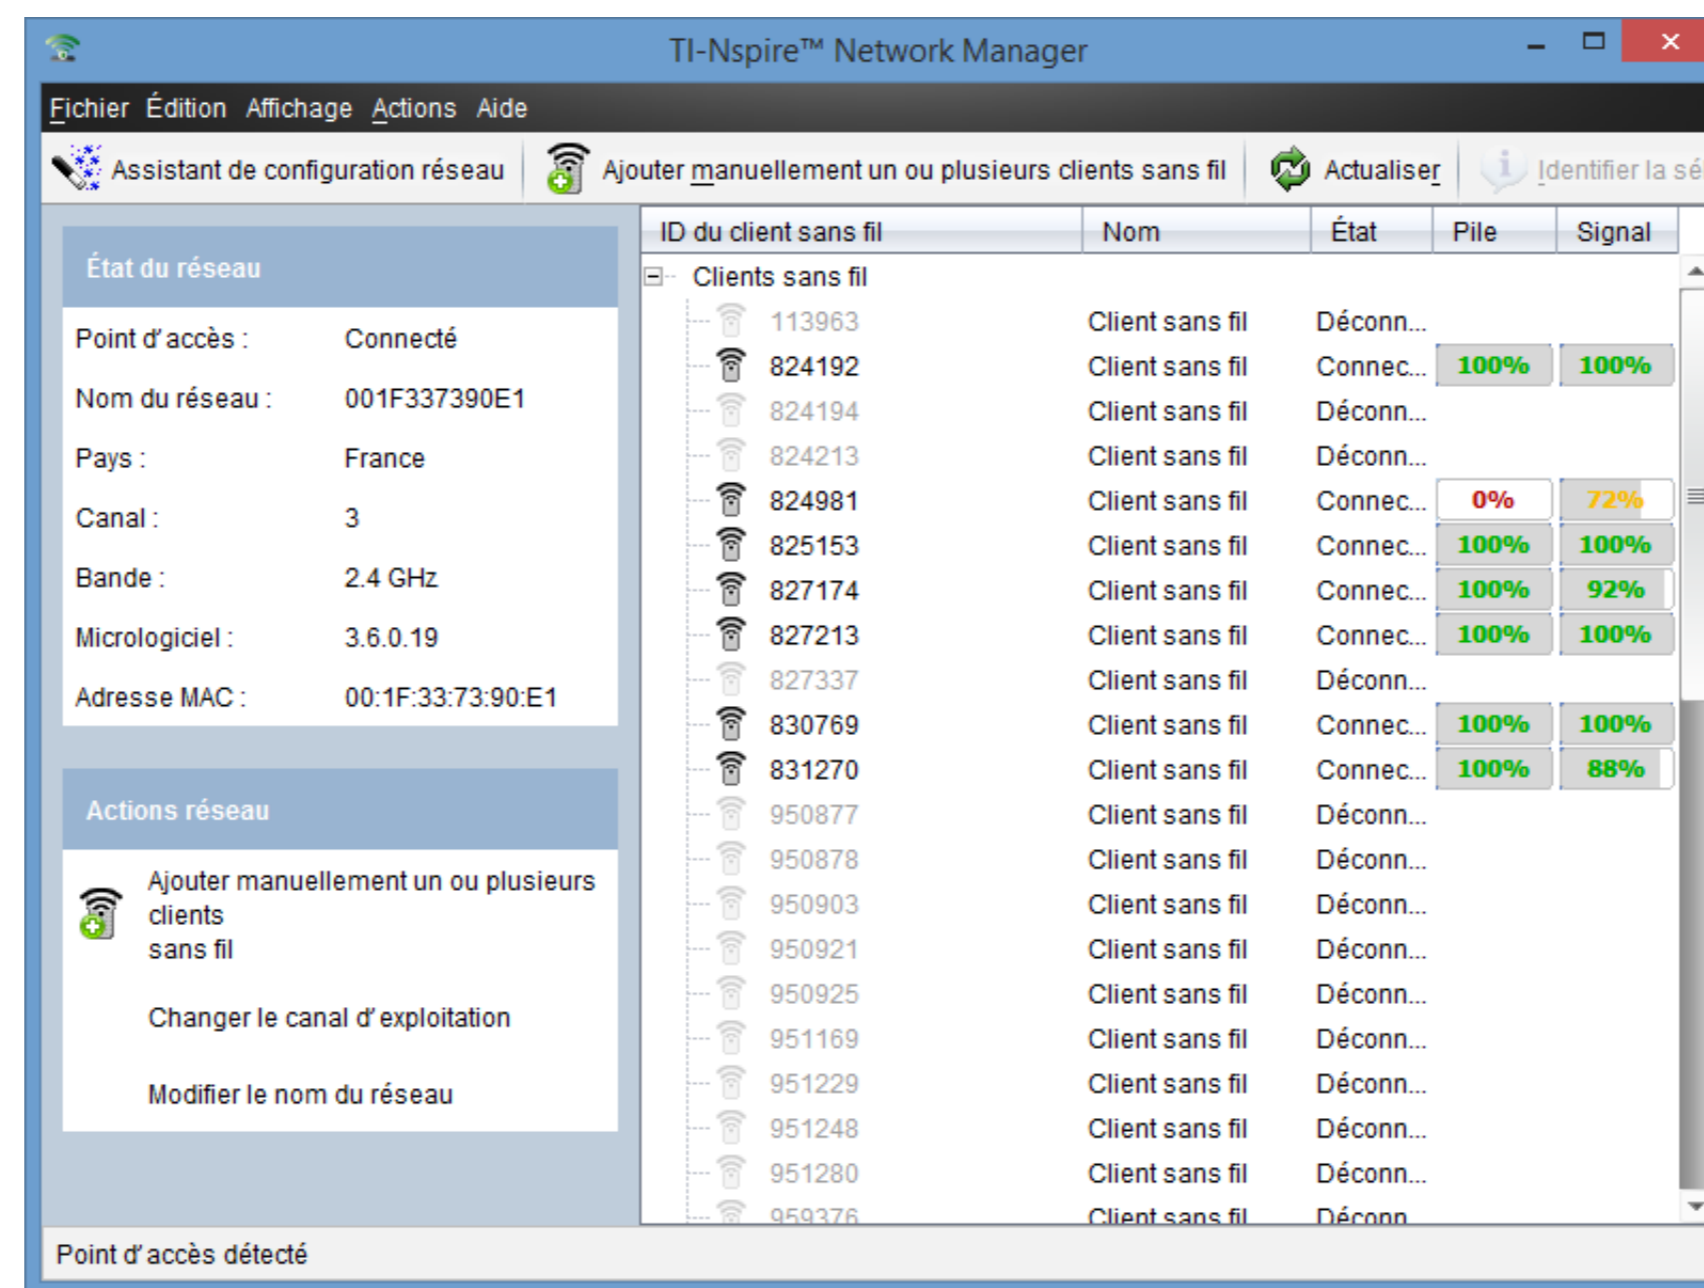 TI-Nspire™ Network Manager
Fichier Édition Affichage Actions Aide
Assistant de configuration réseau Ajouter manuellement un ou plusieurs clients sans fil Actualiser Identifier la sé
État du réseau
Point d'accès : Connecté
Nom du réseau : 001F337390E1
Pays : France
Canal : 3
Bande : 2.4 GHz
Micrologiciel : 3.6.0.19
Adresse MAC : 00:1F:33:73:90:E1
Actions réseau
Ajouter manuellement un ou plusieurs
clients
sans fil
Changer le canal d'exploitation
Modifier le nom du réseau
ID du client sans fil Nom État Pile Signal
Clients sans fil
113963 Client sans fil Déconn...
824192 Client sans fil Connec... 100% 100%
824194 Client sans fil Déconn...
824213 Client sans fil Déconn...
824981 Client sans fil Connec... 0% 72%
825153 Client sans fil Connec... 100% 100%
827174 Client sans fil Connec... 100% 92%
827213 Client sans fil Connec... 100% 100%
827337 Client sans fil Déconn...
830769 Client sans fil Connec... 100% 100%
831270 Client sans fil Connec... 100% 88%
950877 Client sans fil Déconn...
950878 Client sans fil Déconn...
950903 Client sans fil Déconn...
950921 Client sans fil Déconn...
950925 Client sans fil Déconn...
951169 Client sans fil Déconn...
951229 Client sans fil Déconn...
951248 Client sans fil Déconn...
951280 Client sans fil Déconn...
959376 Client sans fil Déconn
Point d'accès détecté